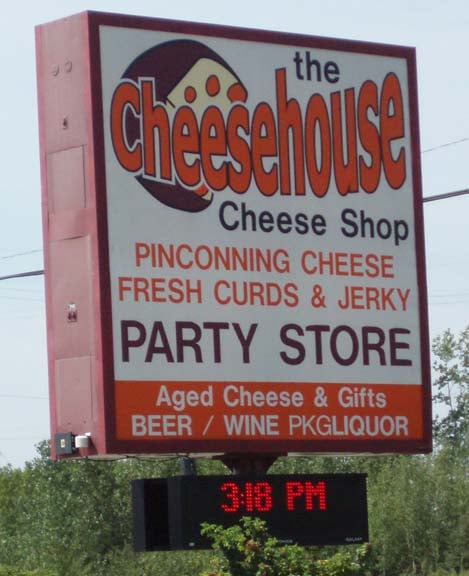 the
Cheesehouse
Cheese Shop
PINCONNING CHEESE
FRESH CURDS & JERKY
PARTY STORE
Aged Cheese & Gifts
BEER / WINE PKGLIQUOR
3:18 PM